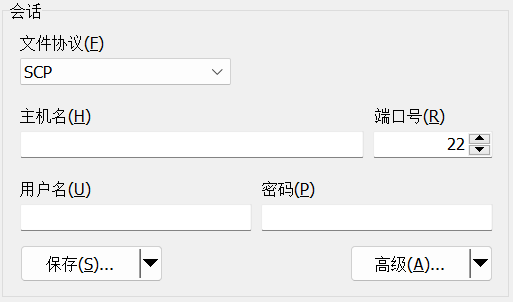 会话
文件协议(F)
SCP
主机名(H) 端口号(R)
22
用户名(U) 密码(P)
保存(S)... 高级(A)...